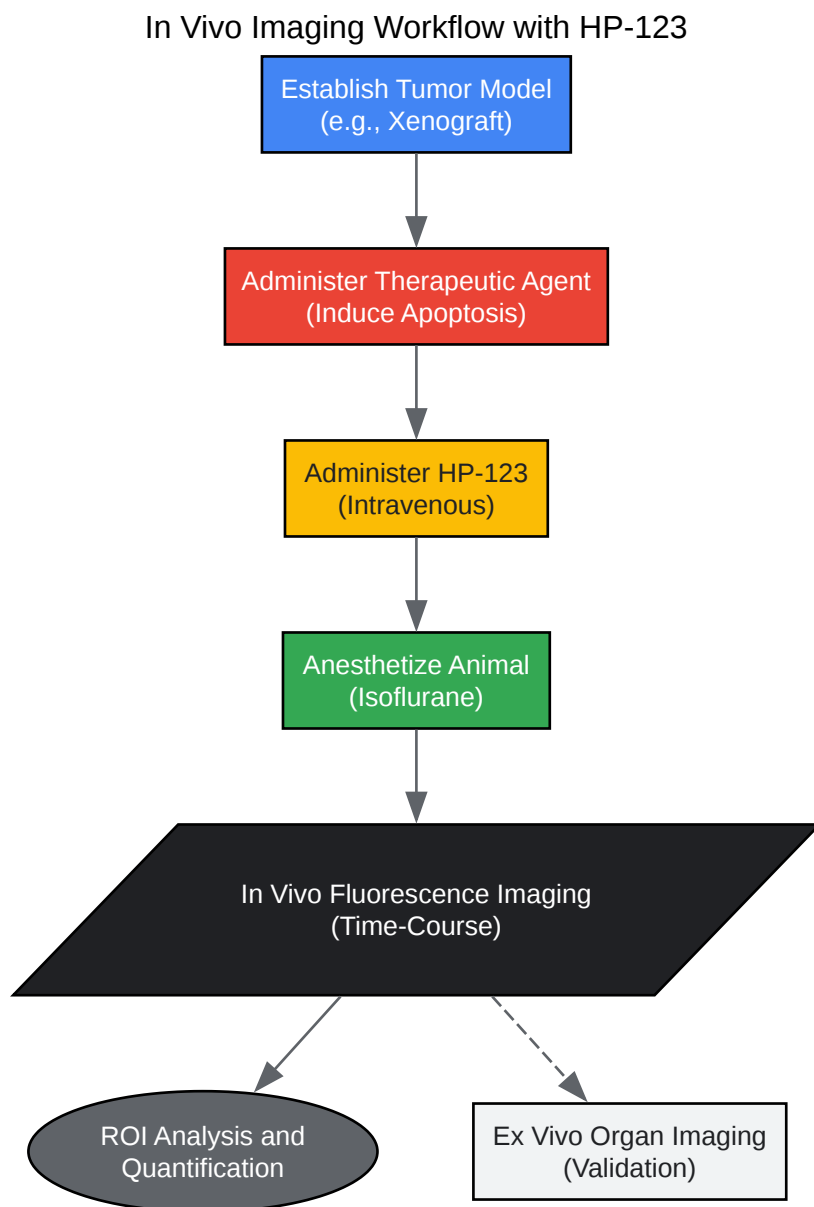 In Vivo Imaging Workflow with HP-123
Establish Tumor Model
(e.g., Xenograft)
Administer Therapeutic Agent
(Induce Apoptosis)
Administer HP-123
(Intravenous)
Anesthetize Animal
(Isoflurane)
In Vivo Fluorescence Imaging
(Time-Course)
ROI Analysis and
Quantification
Ex Vivo Organ Imaging
(Validation)